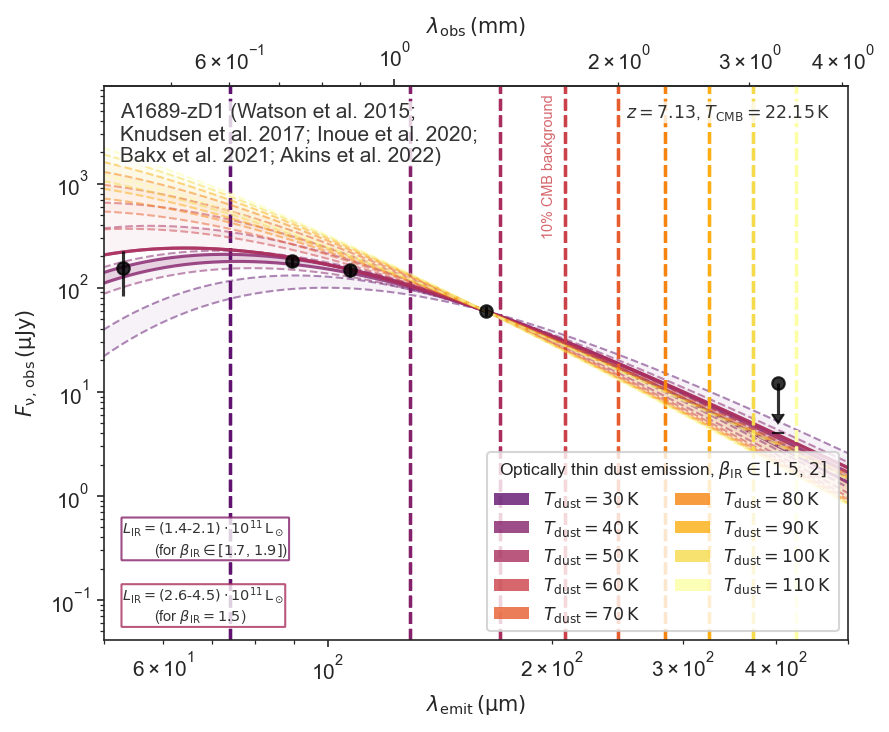 λobs (mm)
6 × 10⁻¹ 10⁰ 2 × 10⁰ 3 × 10⁰ 4 × 10⁰
A1689-zD1 (Watson et al. 2015;
Knudsen et al. 2017; Inoue et al. 2020;
Bakx et al. 2021; Akins et al. 2022)
z = 7.13, TCMB = 22.15 K
10% CMB background
Fν, obs (μJy)
10³
10²
10¹
10⁰
10⁻¹
Optically thin dust emission, βIR ∈ [1.5, 2]
Tdust = 30 K
Tdust = 40 K
Tdust = 50 K
Tdust = 60 K
Tdust = 70 K
Tdust = 80 K
Tdust = 90 K
Tdust = 100 K
Tdust = 110 K
LIR = (1.4-2.1) · 10¹¹ L⊙
(for βIR ∈ [1.7, 1.9])
LIR = (2.6-4.5) · 10¹¹ L⊙
(for βIR = 1.5)
6 × 10¹ 10² 2 × 10² 3 × 10² 4 × 10²
λemit (μm)